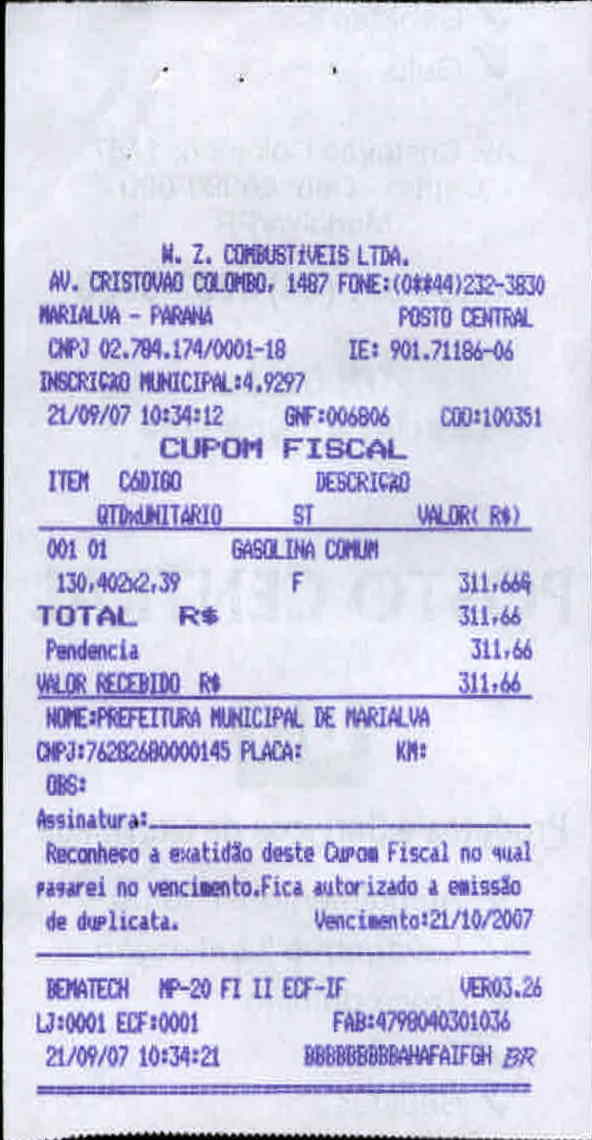 W. Z. COMBUSTíVEIS LTDA.
AV. CRISTOVAO COLOMBO, 1487 FONE:(0**44)232-3830
MARIALVA - PARANA POSTO CENTRAL
CNPJ 02.784.174/0001-18 IE: 901.71186-06
INSCRIÇÃO MUNICIPAL:4.9297
21/09/07 10:34:12 GNF:006806 COO:100351
CUPOM FISCAL
ITEM CÓDIGO DESCRIÇÃO
QTDxUNITARIO ST VALOR( R$)
001 01 GASOLINA COMUM
130,402x2,39 F 311,66
TOTAL R$ 311,66
Pendencia 311,66
VALOR RECEBIDO R$ 311,66
NOME:PREFEITURA MUNICIPAL DE MARIALVA
CNPJ:76282680000145 PLACA: KM:
OBS:
Assinatura:
Reconheço a exatidão deste Cupom Fiscal no qual
pagarei no vencimento.Fica autorizado a emissão
de duplicata. Vencimento:21/10/2007
BEMATECH MP-20 FI II ECF-IF VER03.26
LJ:0001 ECF:0001 FAB:4798040301036
21/09/07 10:34:21 BBBBBBBBBAHAFAIFGH BR